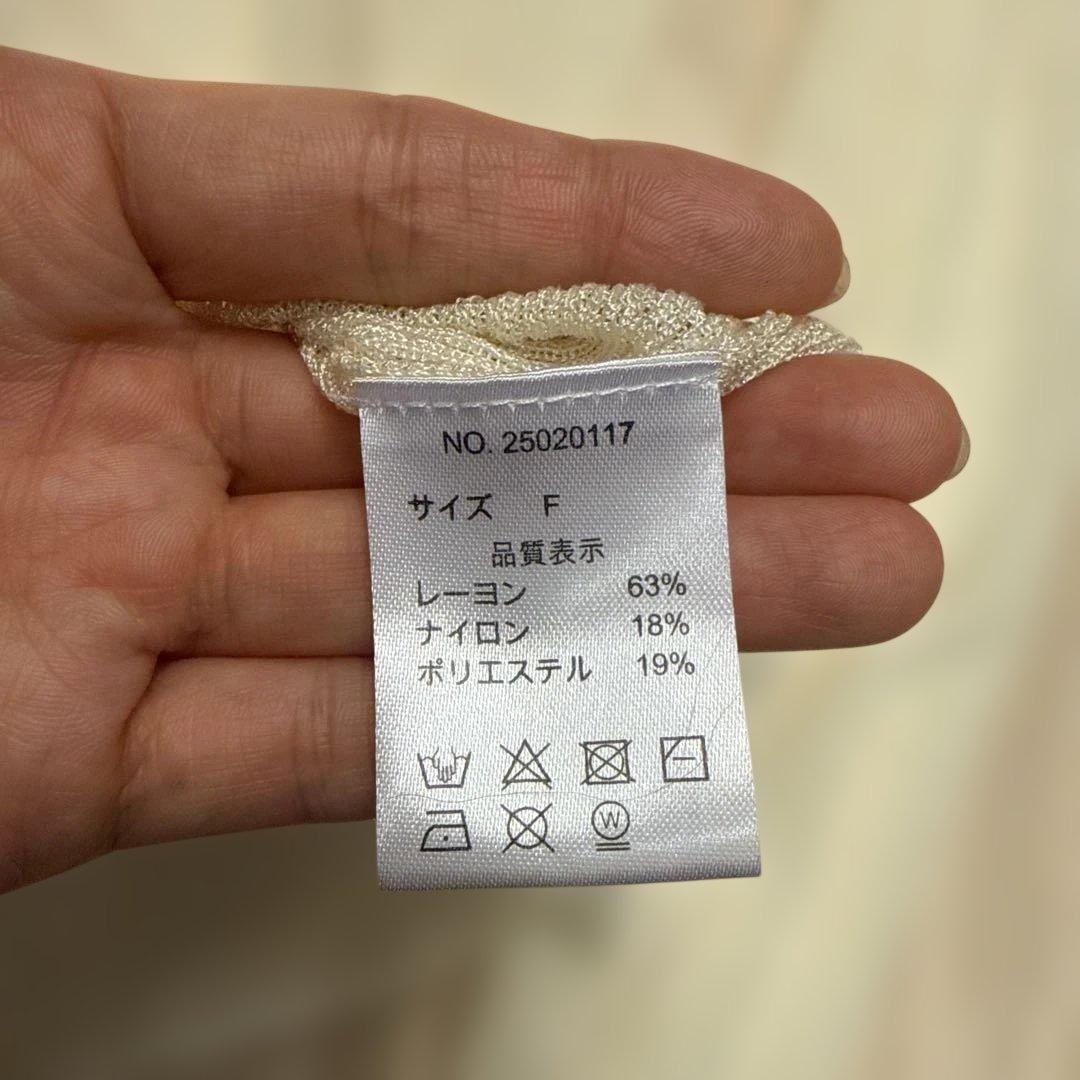 NO. 25020117
サイズ F
品質表示
レーヨン 63%
ナイロン 18%
ポリエステル 19%
W